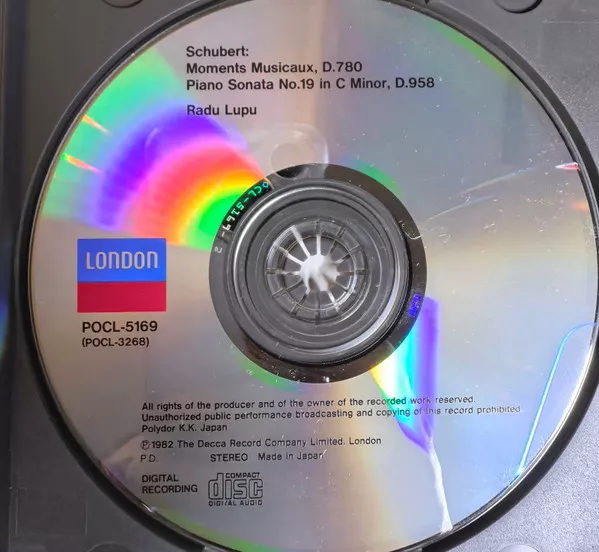 Schubert:
Moments Musicaux, D.780
Piano Sonata No.19 in C Minor, D.958
Radu Lupu
LONDON
POCL-5169
(POCL-3268)
All rights of the producer and of the owner of the recorded work reserved.
Unauthorized public performance broadcasting and copying of this record prohibited.
Polydor K.K. Japan
Ⓟ1982 The Decca Record Company Limited, London
P.D. STEREO Made in Japan
DIGITAL
RECORDING
COMPACT
disc
DIGITAL AUDIO